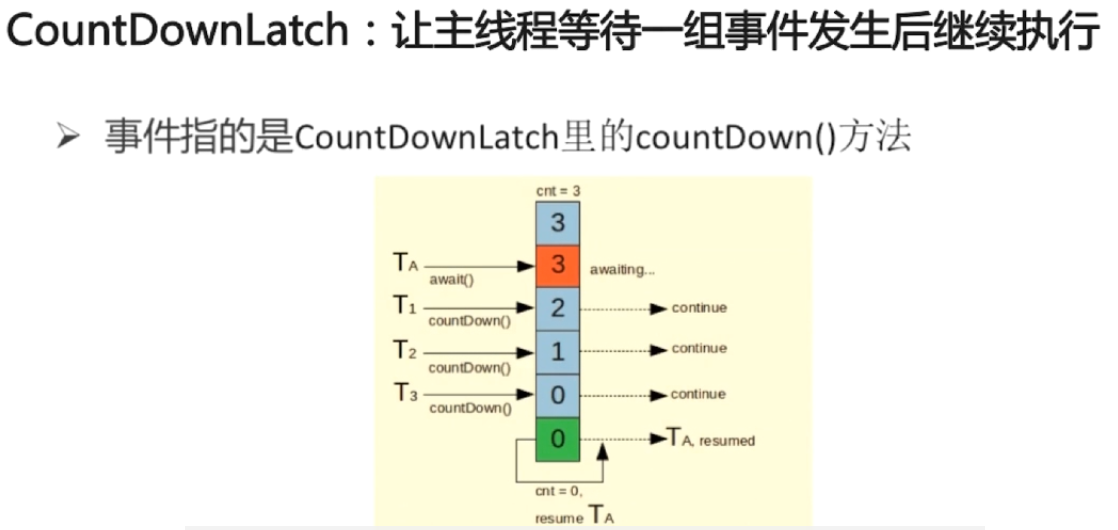 CountDownLatch：让主线程等待一组事件发生后继续执行
➤ 事件指的是CountDownLatch里的countDown()方法
cnt = 3
3
TA 3 awaiting...
await()
T1 2 continue
countDown()
T2 1 continue
countDown()
T3 0 continue
countDown()
0 TA, resumed
cnt = 0,
resume TA